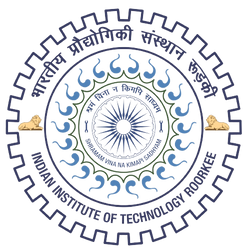 भारतीय प्रौद्योगिकी संस्थान रुड़की
श्रमं विना न किमपि साध्यम्
SHRAMAM VINA NA KIMAPI SADHYAM
INDIAN INSTITUTE OF TECHNOLOGY ROORKEE